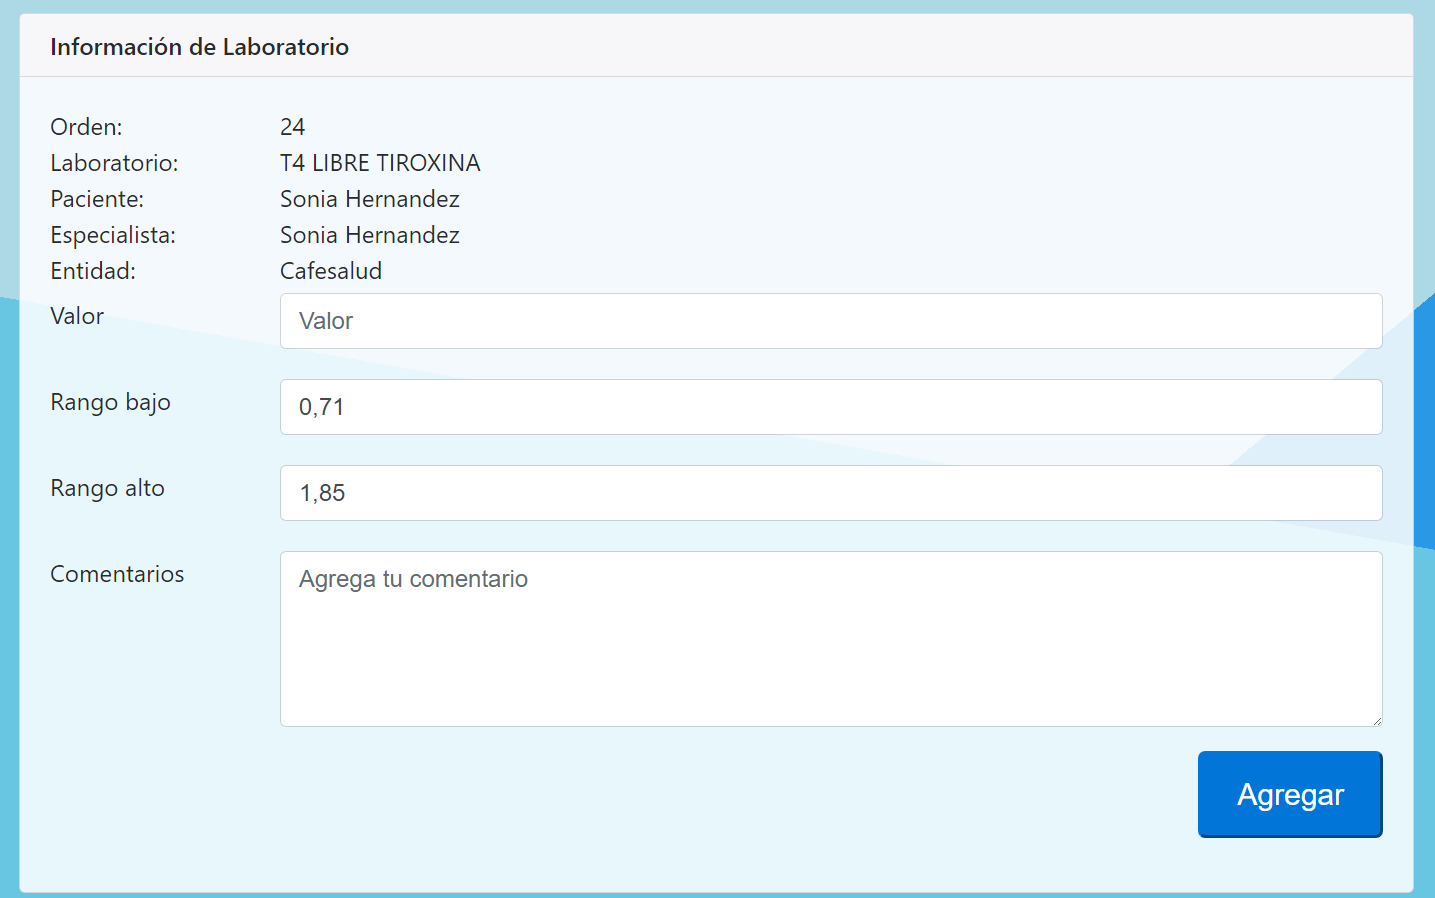 Información de Laboratorio
Orden: 24
Laboratorio: T4 LIBRE TIROXINA
Paciente: Sonia Hernandez
Especialista: Sonia Hernandez
Entidad: Cafesalud
Valor Valor
Rango bajo 0,71
Rango alto 1,85
Comentarios Agrega tu comentario
Agregar